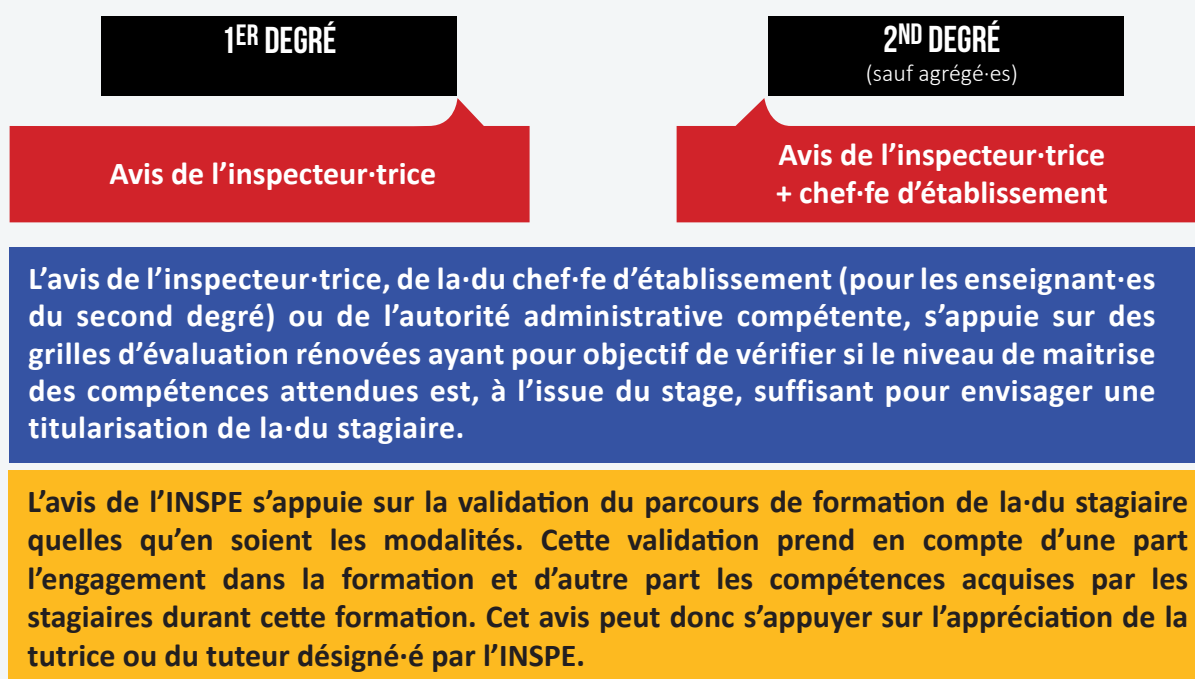 1ER DEGRÉ
2ND DEGRÉ
(sauf agrégé·es)
Avis de l’inspecteur·trice
Avis de l’inspecteur·trice
+ chef·fe d’établissement
L’avis de l’inspecteur·trice, de la·du chef·fe d’établissement (pour les enseignant·es
du second degré) ou de l’autorité administrative compétente, s’appuie sur des
grilles d’évaluation rénovées ayant pour objectif de vérifier si le niveau de maitrise
des compétences attendues est, à l’issue du stage, suffisant pour envisager une
titularisation de la·du stagiaire.
L’avis de l’INSPE s’appuie sur la validation du parcours de formation de la·du stagiaire
quelles qu’en soient les modalités. Cette validation prend en compte d’une part
l’engagement dans la formation et d’autre part les compétences acquises par les
stagiaires durant cette formation. Cet avis peut donc s’appuyer sur l’appréciation de la
tutrice ou du tuteur désigné·é par l’INSPE.